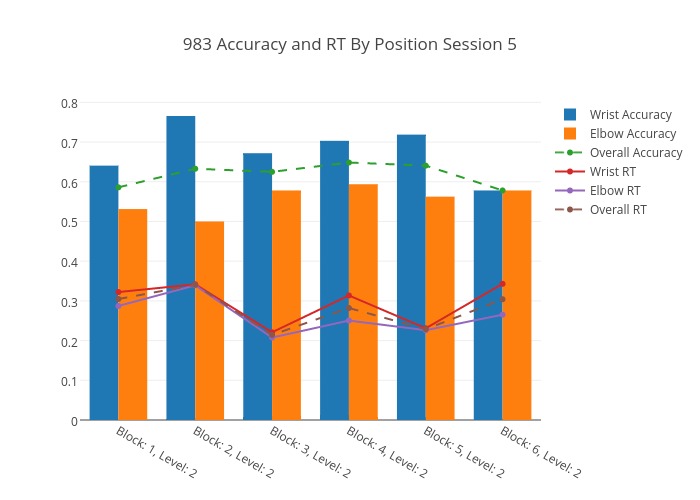 983 Accuracy and RT By Position Session 5
0.8
0.7
0.6
0.5
0.4
0.3
0.2
0.1
0
Wrist Accuracy
Elbow Accuracy
Overall Accuracy
Wrist RT
Elbow RT
Overall RT
Block: 1, Level: 2
Block: 2, Level: 2
Block: 3, Level: 2
Block: 4, Level: 2
Block: 5, Level: 2
Block: 6, Level: 2